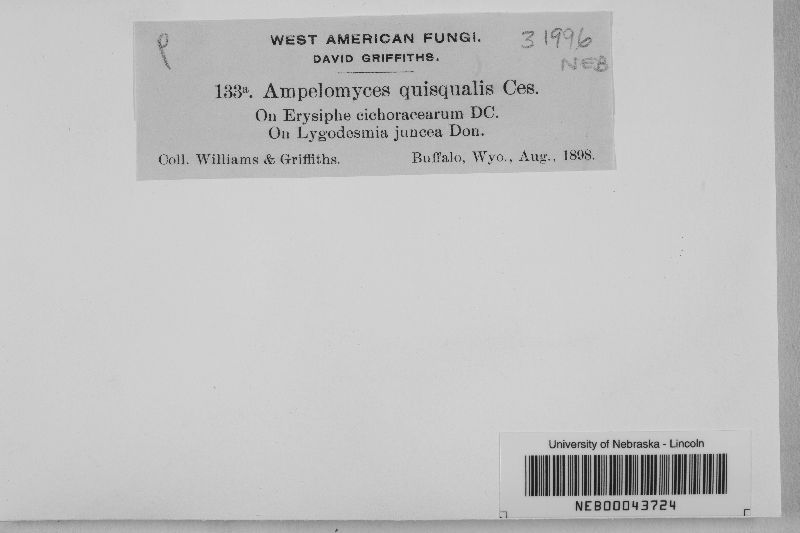 WEST AMERICAN FUNGI.
DAVID GRIFFITHS.
31996
NEB
133ª. Ampelomyces quisqualis Ces.
On Erysiphe cichoracearum DC.
On Lygodesmia juncea Don.
Coll. Williams & Griffiths. Buffalo, Wyo., Aug., 1898.
University of Nebraska - Lincoln
NEB00043724